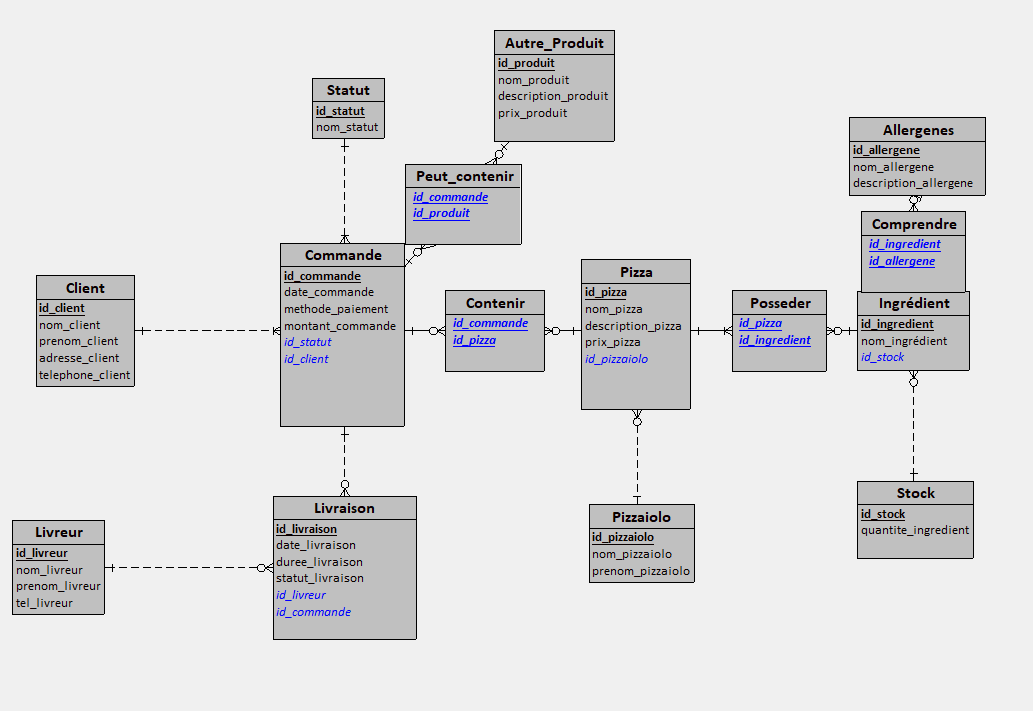 Autre_Produit
id_produit
nom_produit
description_produit
prix_produit
Statut
id_statut
nom_statut
Allergenes
id_allergene
nom_allergene
description_allergene
Peut_contenir
id_commande
id_produit
Comprendre
id_ingredient
id_allergene
Commande
id_commande
date_commande
methode_paiement
montant_commande
id_statut
id_client
Client
id_client
nom_client
prenom_client
adresse_client
telephone_client
Contenir
id_commande
id_pizza
Pizza
id_pizza
nom_pizza
description_pizza
prix_pizza
id_pizzaiolo
Posseder
id_pizza
id_ingredient
Ingrédient
id_ingredient
nom_ingrédient
id_stock
Livraison
id_livraison
date_livraison
duree_livraison
statut_livraison
id_livreur
id_commande
Livreur
id_livreur
nom_livreur
prenom_livreur
tel_livreur
Pizzaiolo
id_pizzaiolo
nom_pizzaiolo
prenom_pizzaiolo
Stock
id_stock
quantite_ingredient